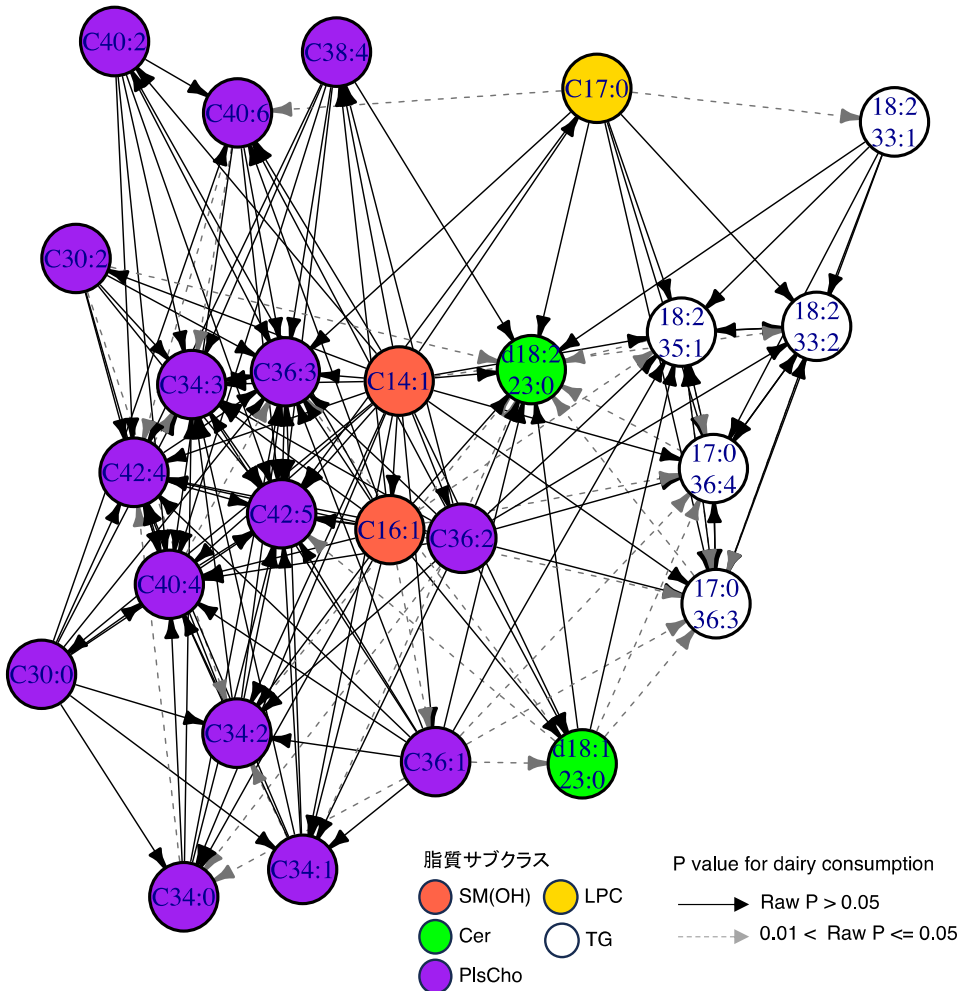 C40:2
C38:4
C17:0
C40:6
18:2
33:1
C30:2
18:2
35:1
18:2
33:2
C34:3
C36:3
C14:1
d18:2
23:0
C42:4
17:0
36:4
C42:5
C16:1
C36:2
C40:4
17:0
36:3
C30:0
C34:2
C36:1
d18:1
23:0
C34:0
C34:1
脂質サブクラス
SM(OH)
LPC
Cer
TG
PlsCho
P value for dairy consumption
Raw P > 0.05
0.01 < Raw P <= 0.05